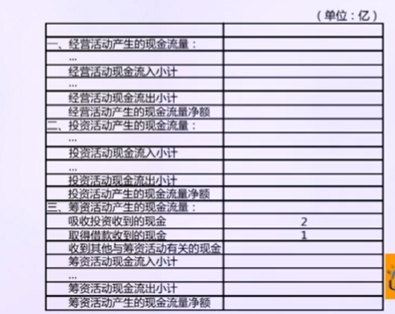 （单位：亿）
一、经营活动产生的现金流量：
...
经营活动现金流入小计
...
经营活动现金流出小计
经营活动产生的现金流量净额
二、投资活动产生的现金流量：
...
投资活动现金流入小计
...
投资活动现金流出小计
投资活动产生的现金流量净额
三、筹资活动产生的现金流量：
吸收投资收到的现金 2
取得借款收到的现金 1
收到其他与筹资活动有关的现金
筹资活动现金流入小计
...
筹资活动现金流出小计
筹资活动产生的现金流量净额